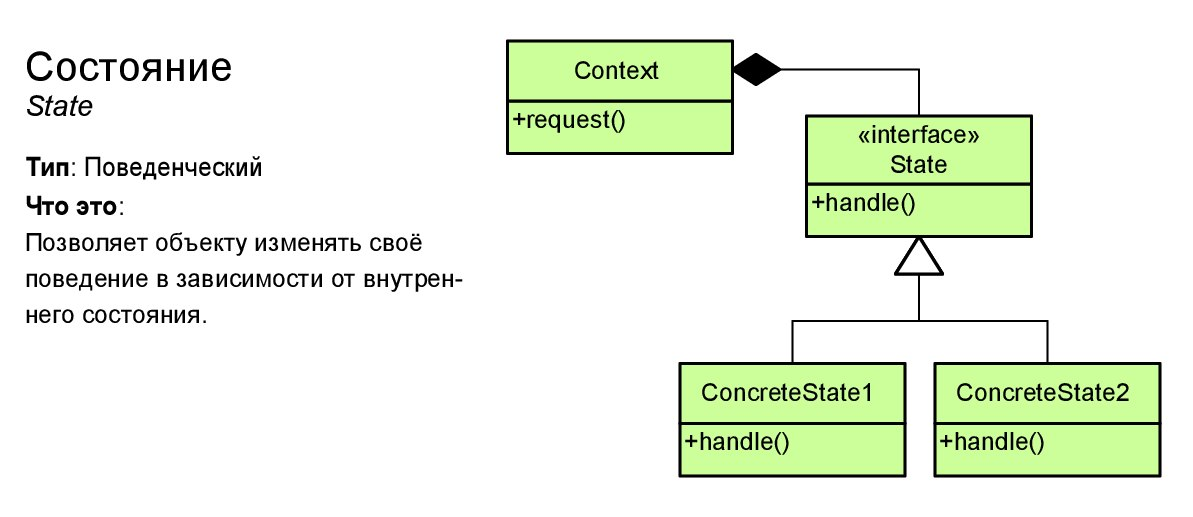 Состояние
State
Тип: Поведенческий
Что это:
Позволяет объекту изменять своё
поведение в зависимости от внутрен-
него состояния.
Context
+request()
«interface»
State
+handle()
ConcreteState1
+handle()
ConcreteState2
+handle()